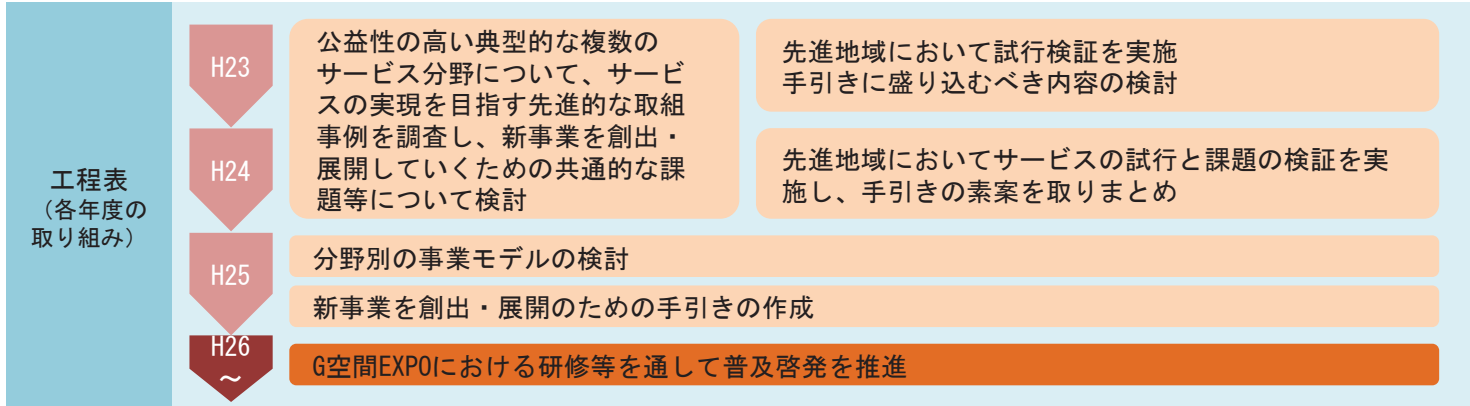 工程表
（各年度の
取り組み）
H23
公益性の高い典型的な複数の
サービス分野について、サービ
スの実現を目指す先進的な取組
事例を調査し、新事業を創出・
展開していくための共通的な課
題等について検討
先進地域において試行検証を実施
手引きに盛り込むべき内容の検討
H24
先進地域においてサービスの試行と課題の検証を実
施し、手引きの素案を取りまとめ
H25
分野別の事業モデルの検討
新事業を創出・展開のための手引きの作成
H26
～
G空間EXPOにおける研修等を通して普及啓発を推進